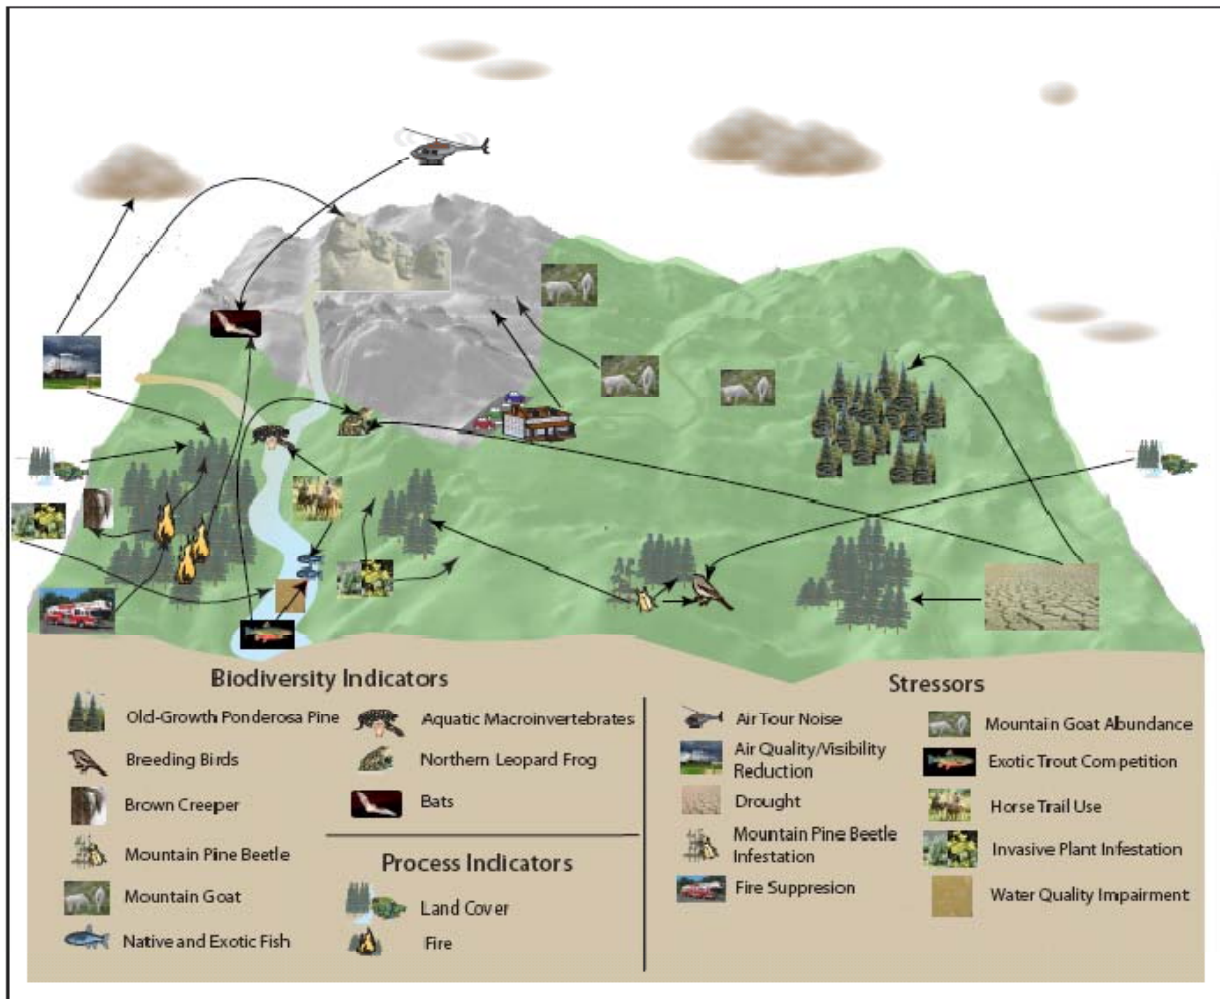 Biodiversity Indicators
Old-Growth Ponderosa Pine
Breeding Birds
Brown Creeper
Mountain Pine Beetle
Mountain Goat
Native and Exotic Fish
Aquatic Macroinvertebrates
Northern Leopard Frog
Bats
Process Indicators
Land Cover
Fire
Stressors
Air Tour Noise
Air Quality/Visibility
Reduction
Drought
Mountain Pine Beetle
Infestation
Fire Suppresion
Mountain Goat Abundance
Exotic Trout Competition
Horse Trail Use
Invasive Plant Infestation
Water Quality Impairment